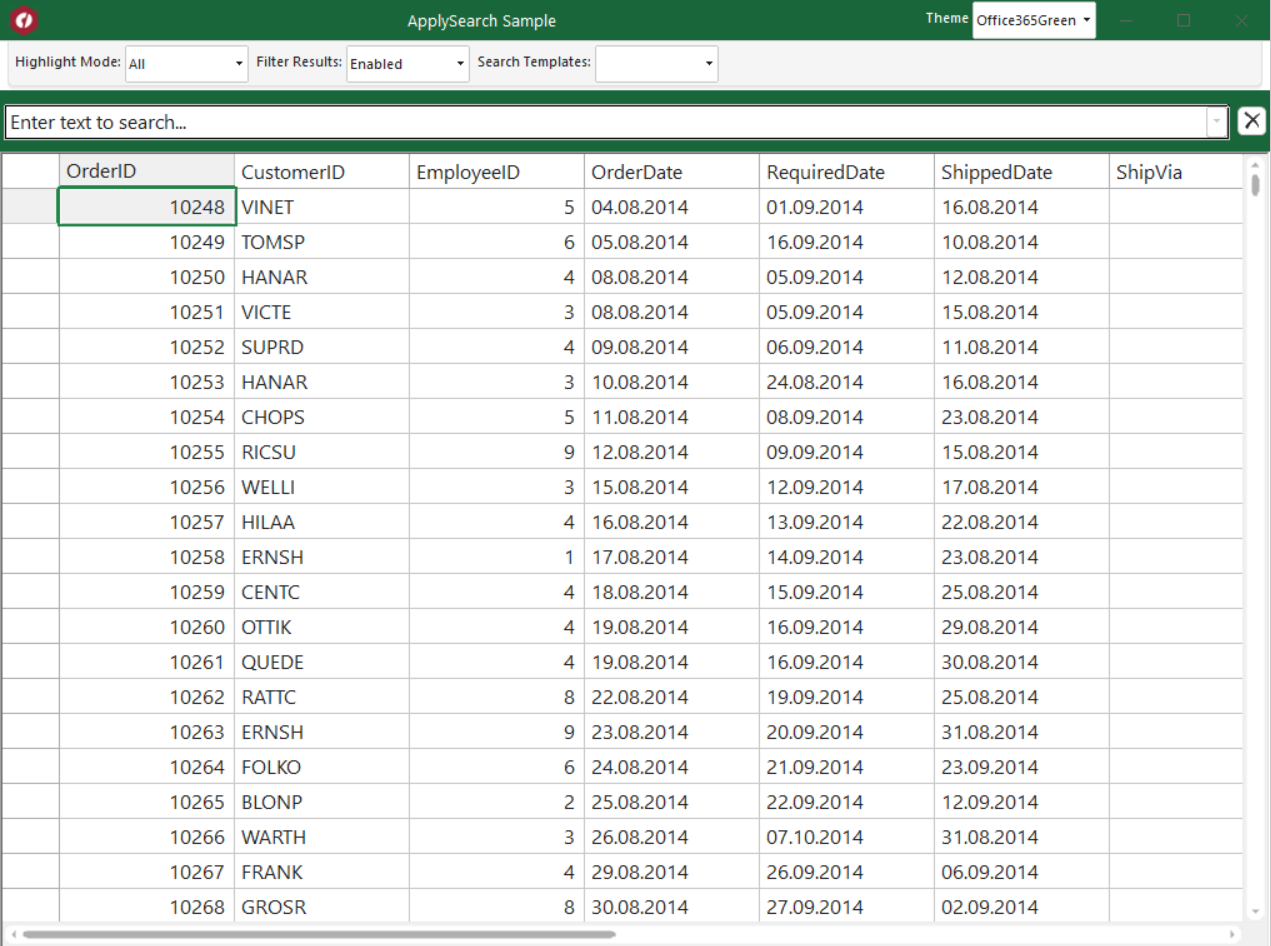 ApplySearch Sample Theme Office365Green
Highlight Mode: All Filter Results: Enabled Search Templates:
Enter text to search...
OrderID CustomerID EmployeeID OrderDate RequiredDate ShippedDate ShipVia
10248 VINET 5 04.08.2014 01.09.2014 16.08.2014
10249 TOMSP 6 05.08.2014 16.09.2014 10.08.2014
10250 HANAR 4 08.08.2014 05.09.2014 12.08.2014
10251 VICTE 3 08.08.2014 05.09.2014 15.08.2014
10252 SUPRD 4 09.08.2014 06.09.2014 11.08.2014
10253 HANAR 3 10.08.2014 24.08.2014 16.08.2014
10254 CHOPS 5 11.08.2014 08.09.2014 23.08.2014
10255 RICSU 9 12.08.2014 09.09.2014 15.08.2014
10256 WELLI 3 15.08.2014 12.09.2014 17.08.2014
10257 HILAA 4 16.08.2014 13.09.2014 22.08.2014
10258 ERNSH 1 17.08.2014 14.09.2014 23.08.2014
10259 CENTC 4 18.08.2014 15.09.2014 25.08.2014
10260 OTTIK 4 19.08.2014 16.09.2014 29.08.2014
10261 QUEDE 4 19.08.2014 16.09.2014 30.08.2014
10262 RATTC 8 22.08.2014 19.09.2014 25.08.2014
10263 ERNSH 9 23.08.2014 20.09.2014 31.08.2014
10264 FOLKO 6 24.08.2014 21.09.2014 23.09.2014
10265 BLONP 2 25.08.2014 22.09.2014 12.09.2014
10266 WARTH 3 26.08.2014 07.10.2014 31.08.2014
10267 FRANK 4 29.08.2014 26.09.2014 06.09.2014
10268 GROSR 8 30.08.2014 27.09.2014 02.09.2014